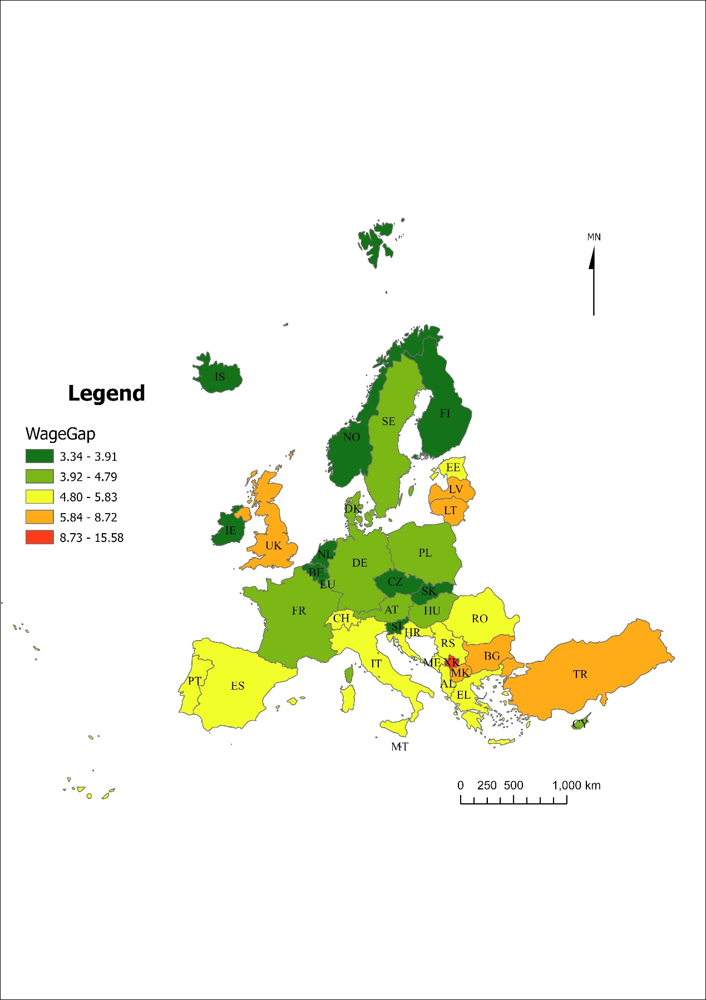 MN
IS
Legend
SE
FI
NO
WageGap
3.34 - 3.91
3.92 - 4.79
4.80 - 5.83
5.84 - 8.72
8.73 - 15.58
EE
LV
DK
LT
IE
UK
NL
PL
DE
BE
CZ
LU
SK
FR
AT
HU
CH
RO
SI
HR
RS
BG
IT
ME
XK
MK
TR
PT
ES
AL
EL
CY
MT
0 250 500 1,000 km